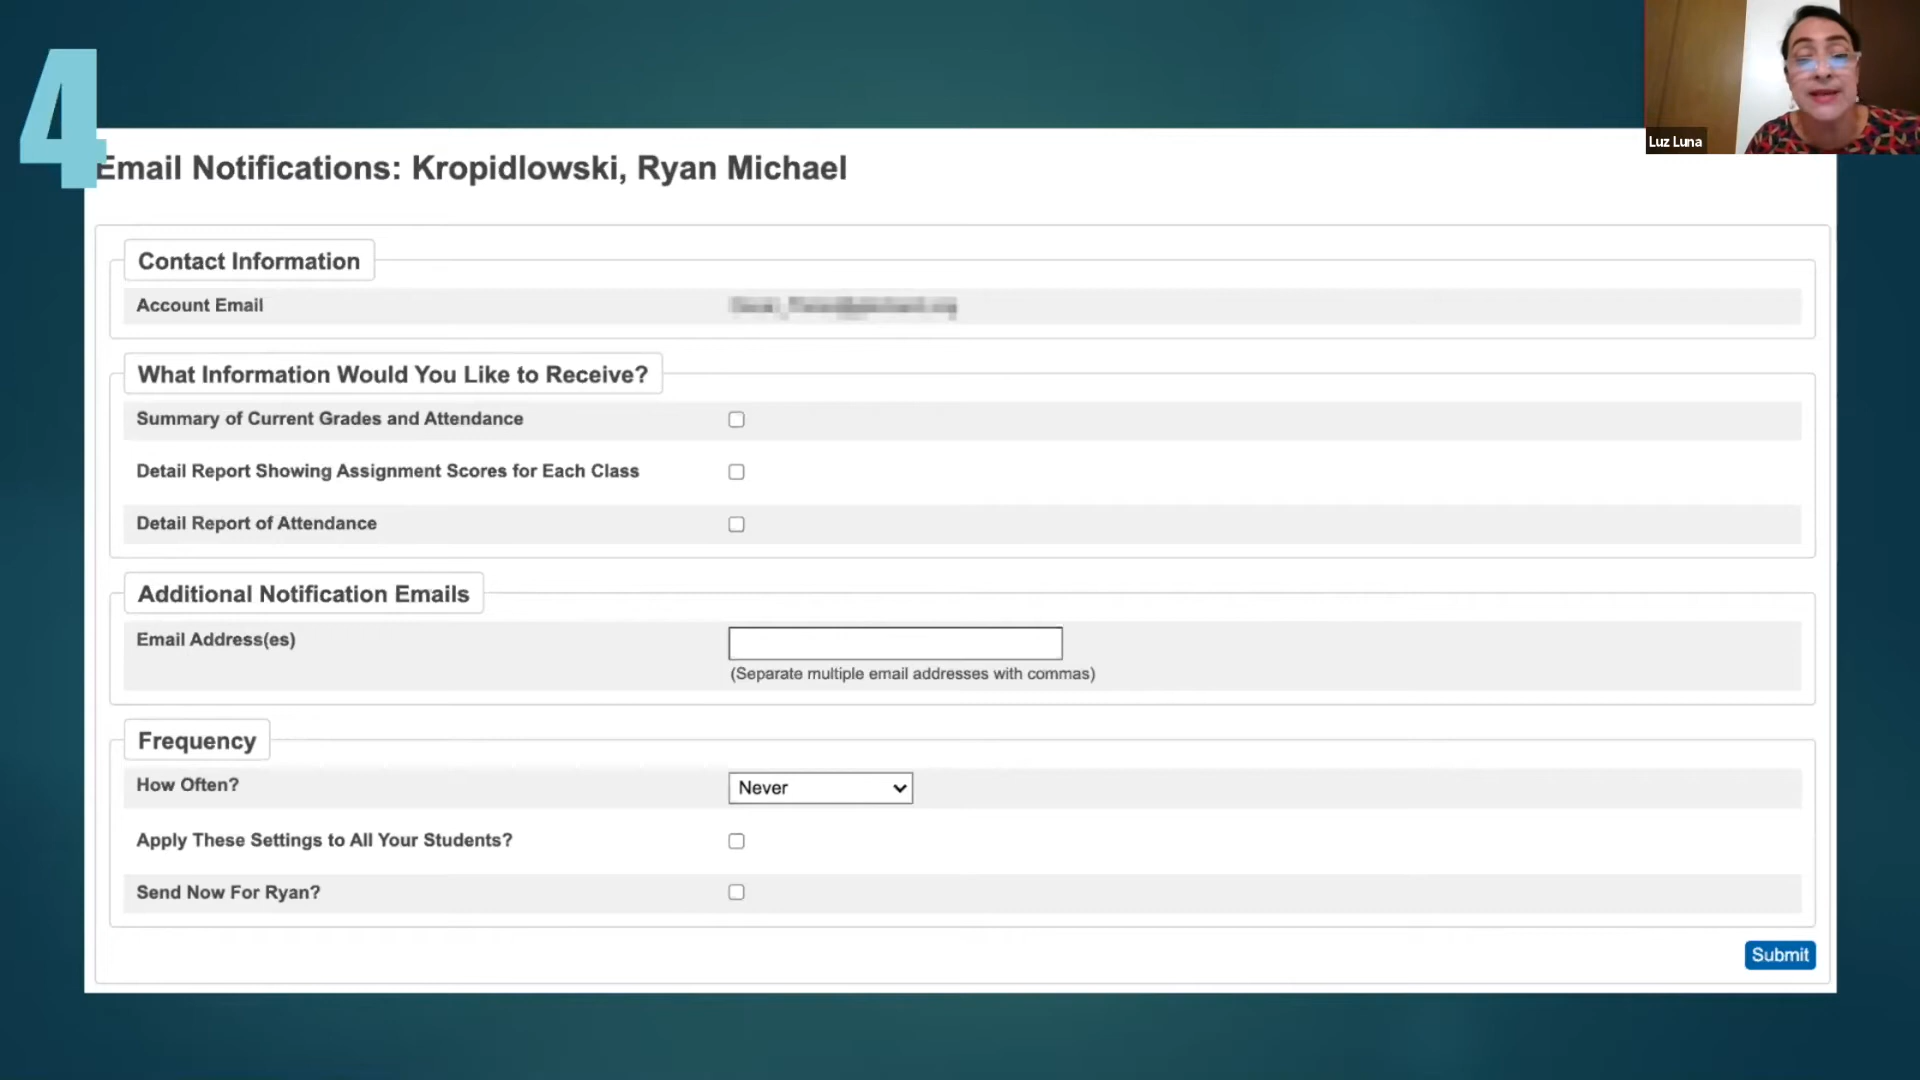 4
Luz Luna
Email Notifications: Kropidlowski, Ryan Michael
Contact Information
Account Email
What Information Would You Like to Receive?
Summary of Current Grades and Attendance
Detail Report Showing Assignment Scores for Each Class
Detail Report of Attendance
Additional Notification Emails
Email Address(es)
(Separate multiple email addresses with commas)
Frequency
How Often?
Never
Apply These Settings to All Your Students?
Send Now For Ryan?
Submit